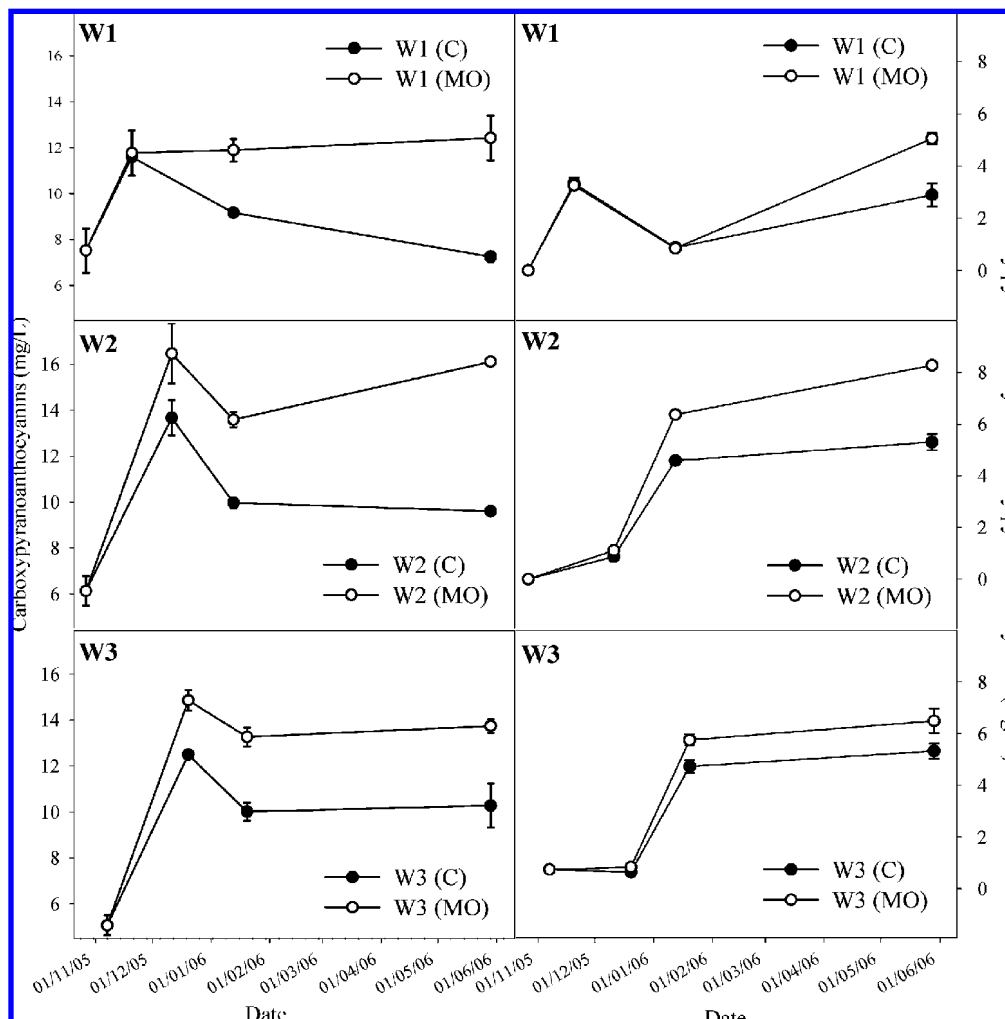 W1
W1 (C)
W1 (MO)
16
14
12
10
8
6
W1
W1 (C)
W1 (MO)
8
6
4
2
0
Carboxypyranoanthocyanins (mg/L)
W2
16
14
12
10
8
6
W2 (C)
W2 (MO)
W2
8
6
4
2
0
W2 (C)
W2 (MO)
W3
16
14
12
10
8
6
W3 (C)
W3 (MO)
W3
8
6
4
2
0
W3 (C)
W3 (MO)
01/11/05
01/12/05
01/01/06
01/02/06
01/03/06
01/04/06
01/05/06
01/06/06
01/11/05
01/12/05
01/01/06
01/02/06
01/03/06
01/04/06
01/05/06
01/06/06
Date
Date